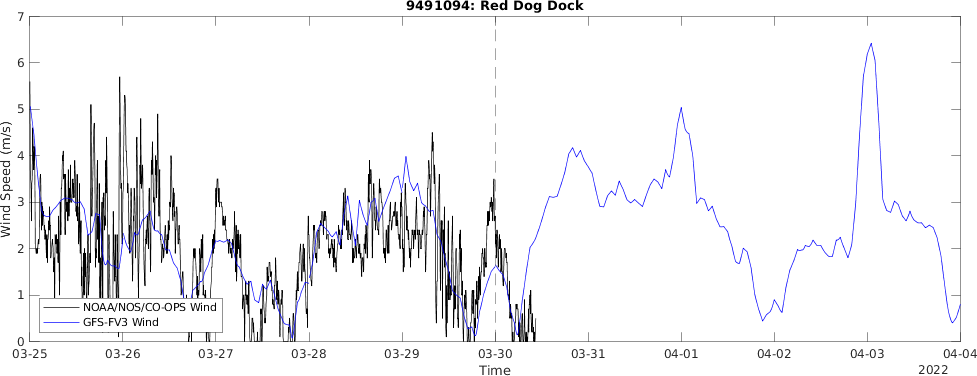 9491094: Red Dog Dock
Wind Speed (m/s)
7
6
5
4
3
2
1
0
NOAA/NOS/CO-OPS Wind
GFS-FV3 Wind
03-25 03-26 03-27 03-28 03-29 03-30 03-31 04-01 04-02 04-03 04-04
Time
2022